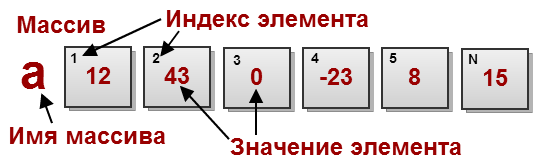 Массив
Индекс элемента
а
1 2 3 4 5 N
12 43 0 -23 8 15
Имя массива
Значение элемента